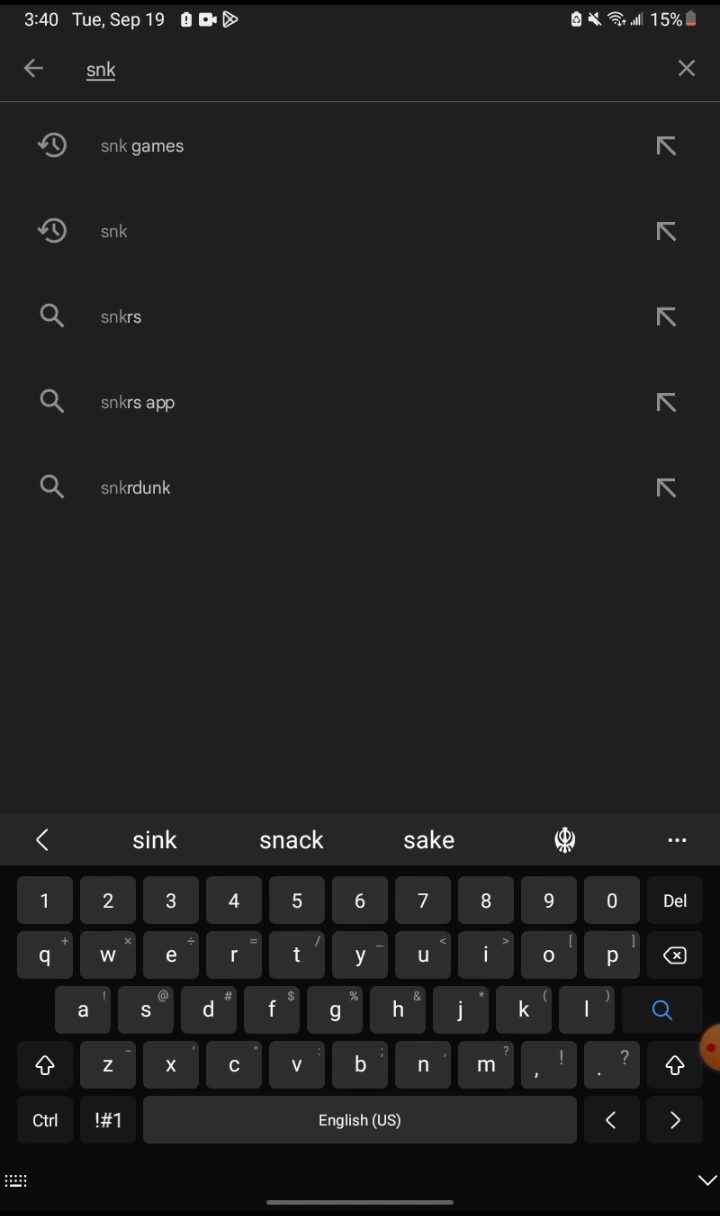 3:40 Tue, Sep 19 15%
snk
snk games
snk
snkrs
snkrs app
snkrdunk
sink snack sake
1 2 3 4 5 6 7 8 9 0 Del
q + w × e ÷ r = t / y _ u < i > o [ p ]
a ! s @ d # f $ g % h & j * k ( l )
z - x ' c " v : b ; n , m ? , ! . ?
Ctrl !#1 English (US) < >